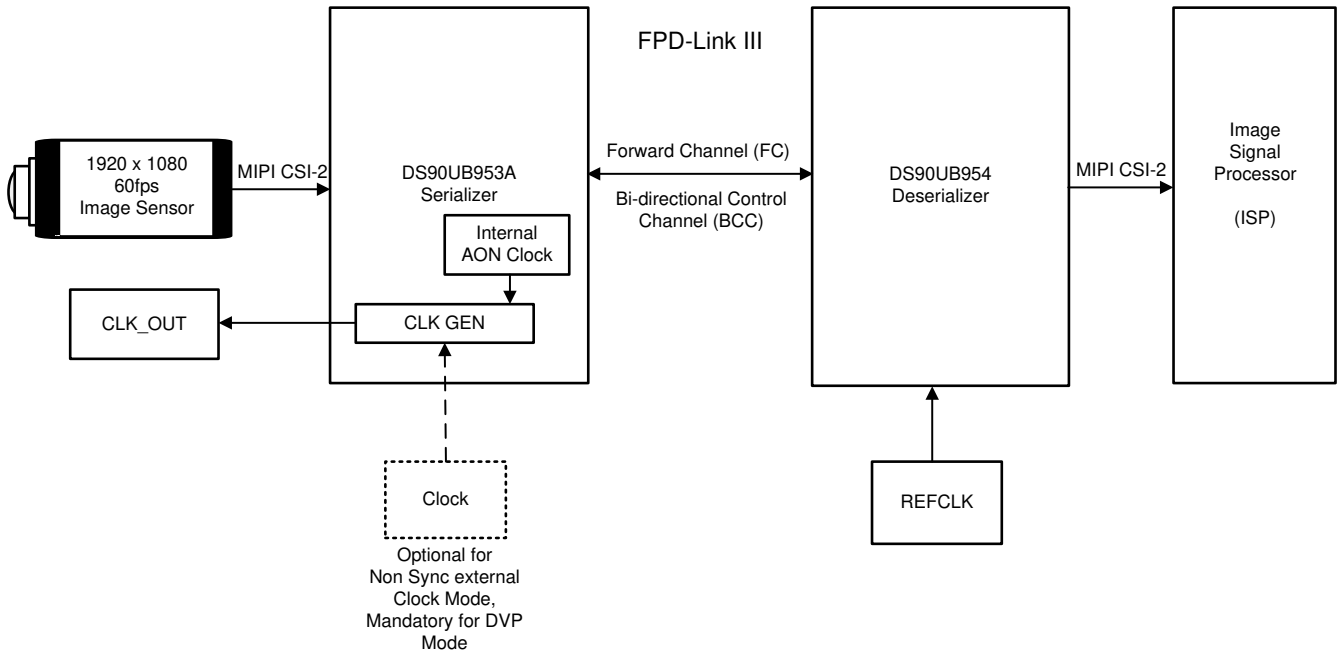 FPD-Link III
1920 x 1080
60fps
Image Sensor
MIPI CSI-2
DS90UB953A
Serializer
Internal
AON Clock
CLK GEN
CLK_OUT
Clock
Optional for
Non Sync external
Clock Mode,
Mandatory for DVP
Mode
Forward Channel (FC)
Bi-directional Control
Channel (BCC)
DS90UB954
Deserializer
REFCLK
MIPI CSI-2
Image
Signal
Processor
(ISP)